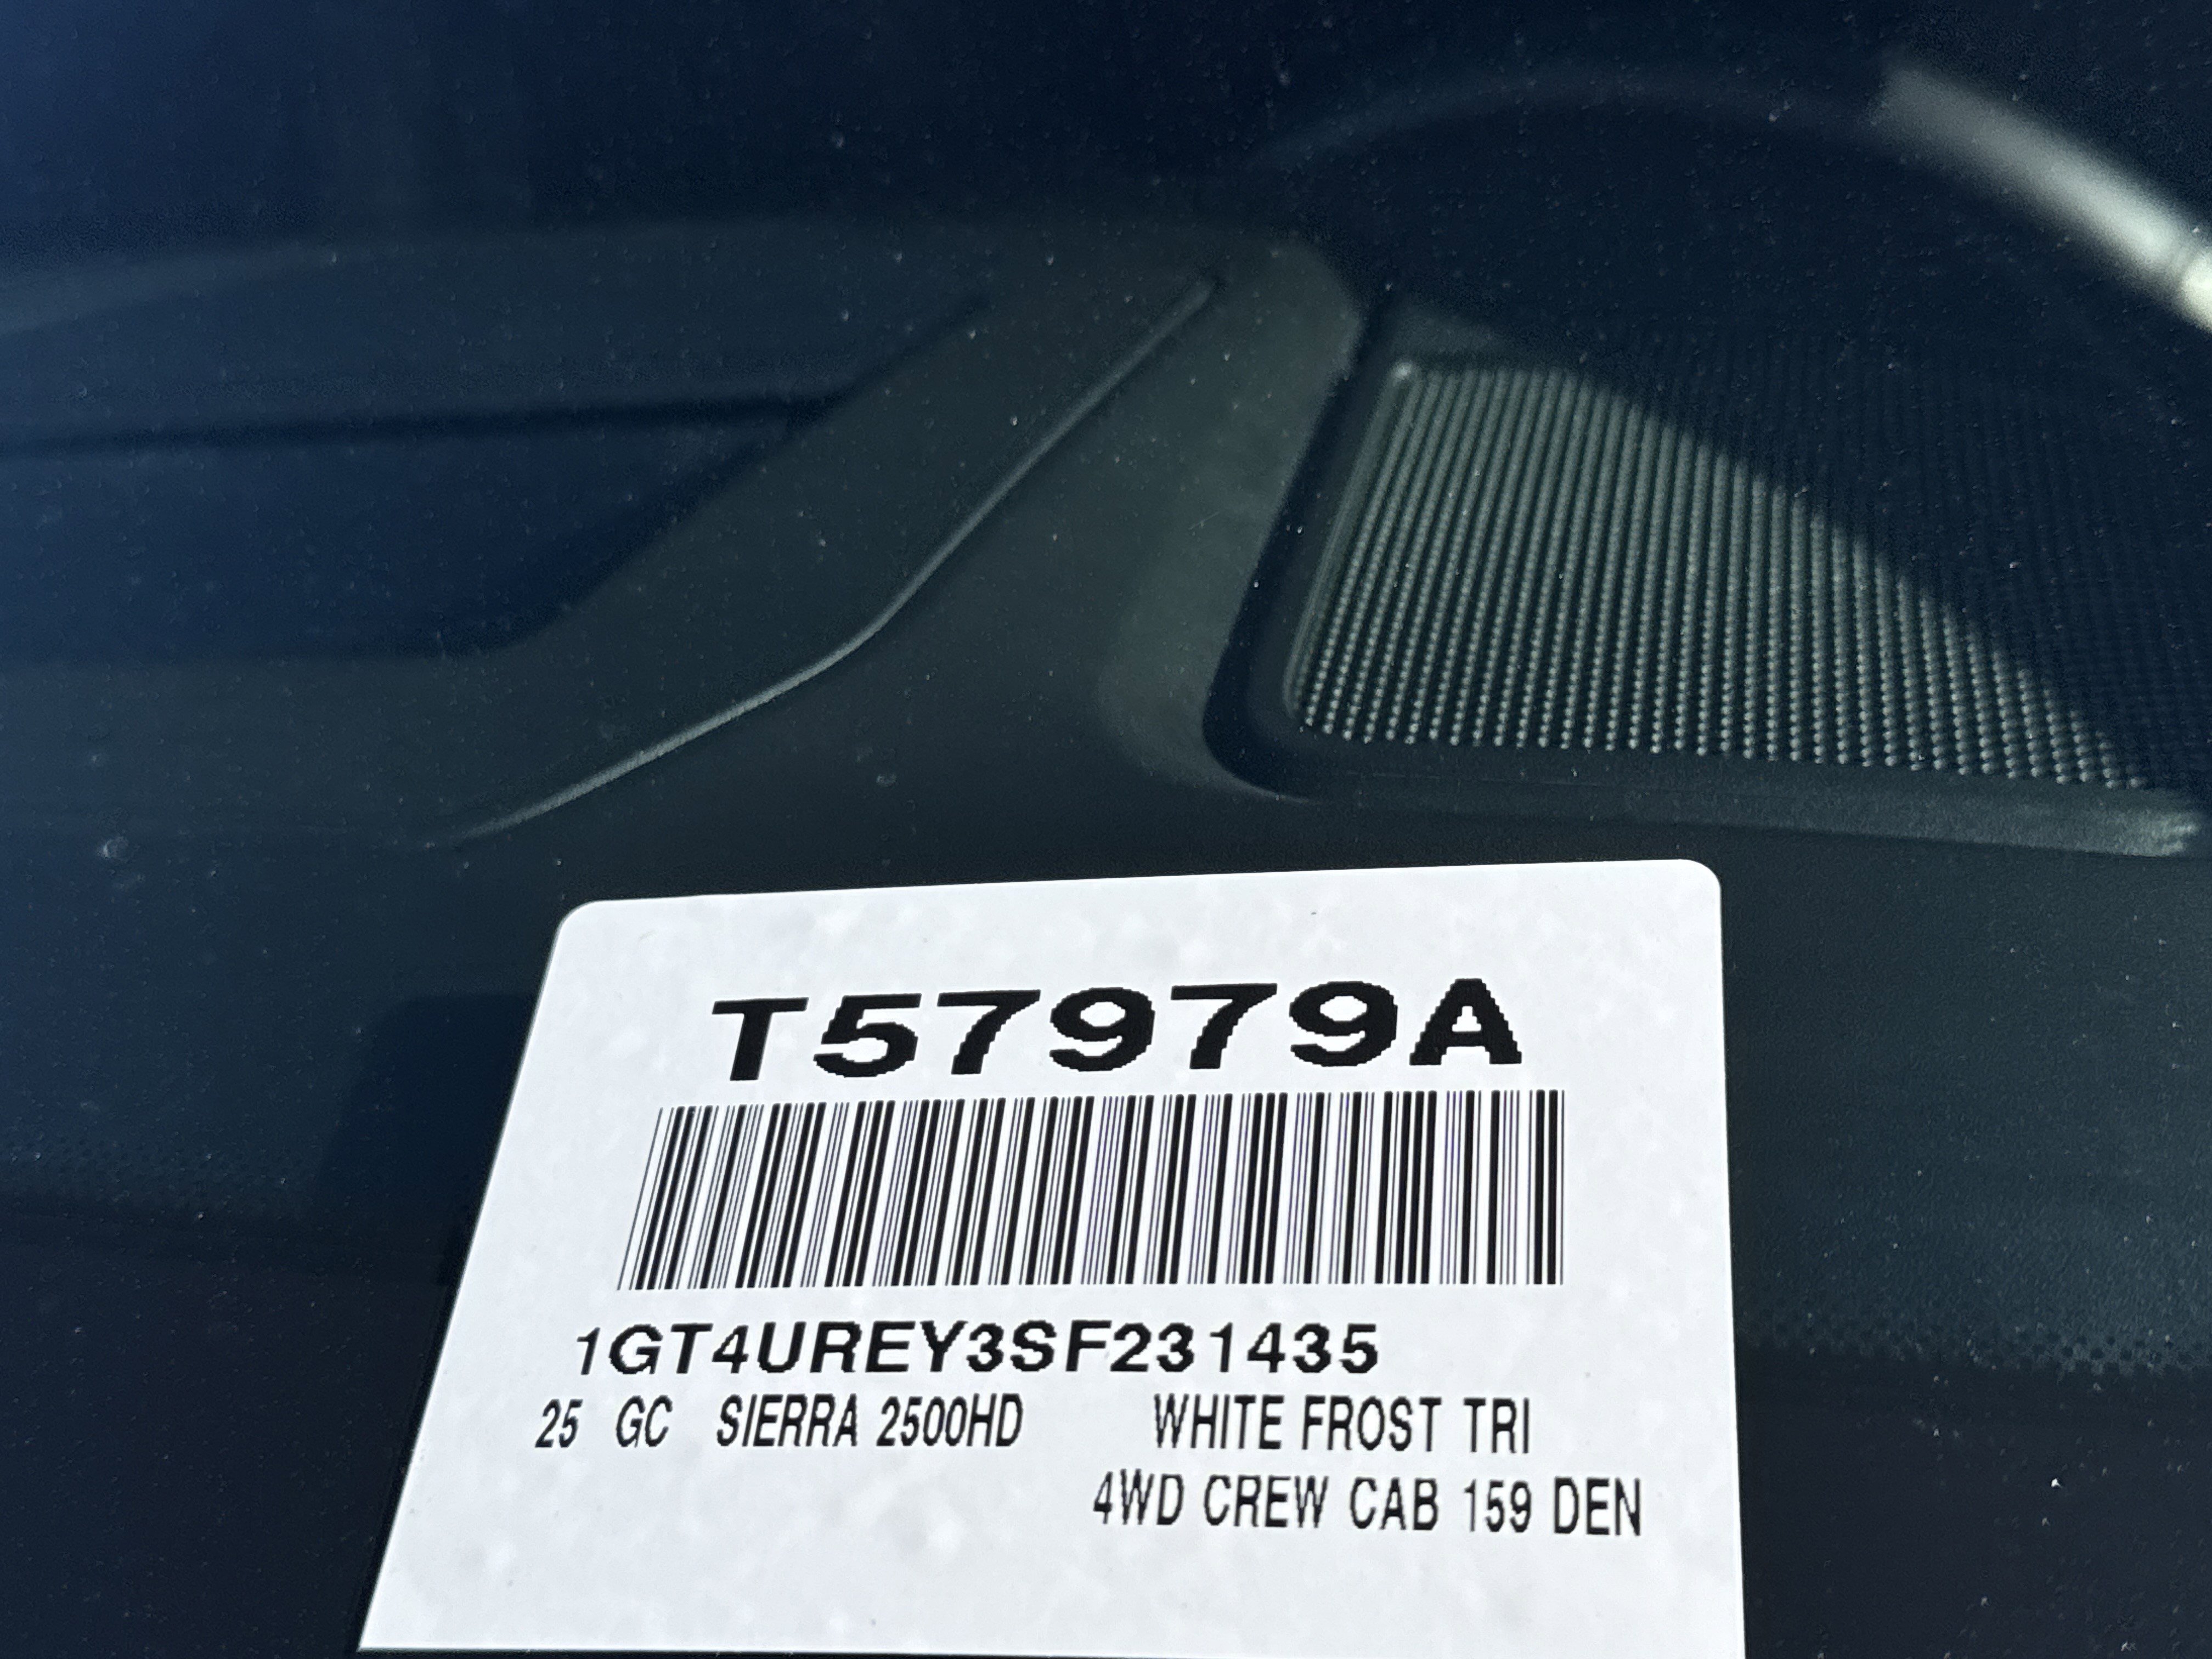 T57979A
1GT4UREY3SF231435
25 GC SIERRA 2500HD WHITE FROST TRI
4WD CREW CAB 159 DEN